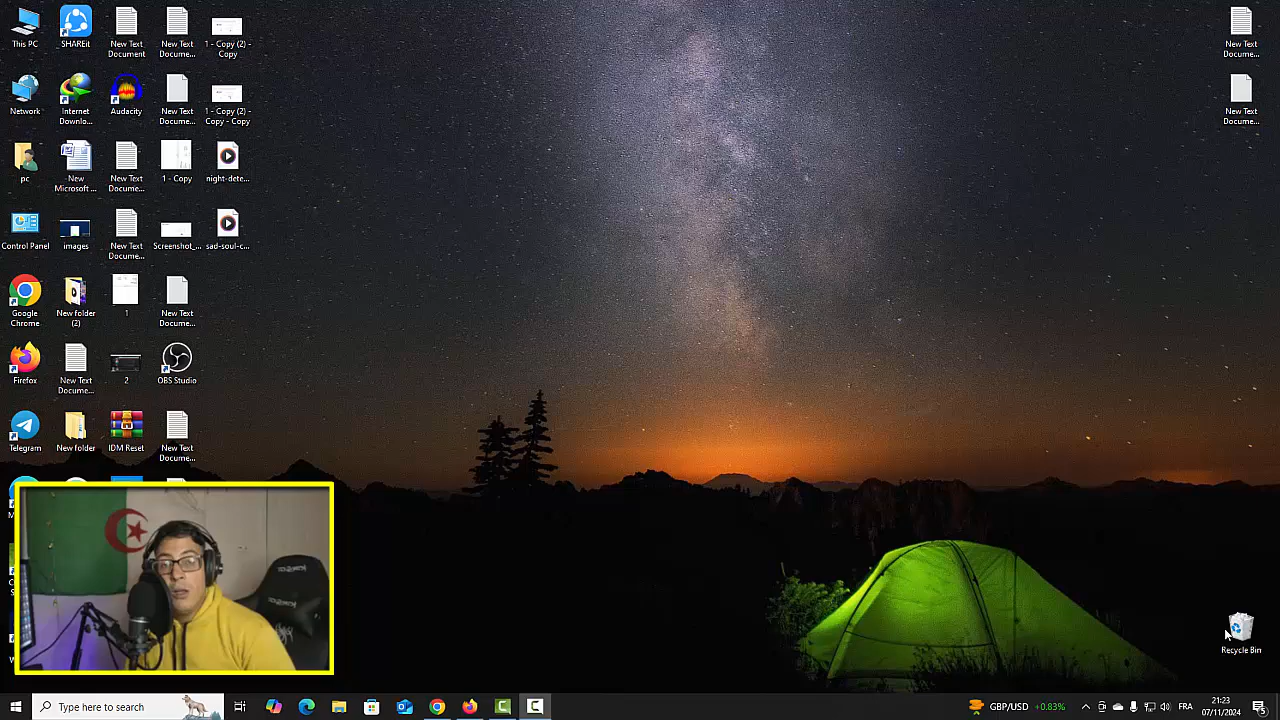 This PC
SHAREit
New Text
Document
New Text
Docume...
1 - Copy (2) -
Copy
New Text
Docume...
Network
Internet
Downlo...
Audacity
New Text
Docume...
1 - Copy (2) -
Copy - Copy
New Text
Docume...
pc
New
Microsoft ...
New Text
Docume...
1 - Copy
night-dete...
Control Panel
images
New Text
Docume...
Screenshot_...
sad-soul-c...
Google
Chrome
New folder
(2)
1
New Text
Docume...
Firefox
New Text
Docume...
2
OBS Studio
Telegram
New folder
IDM Reset
New Text
Docume...
Recycle Bin
Type here to search
GBP/USD +0.83%
FRA
21:23
07/11/2024